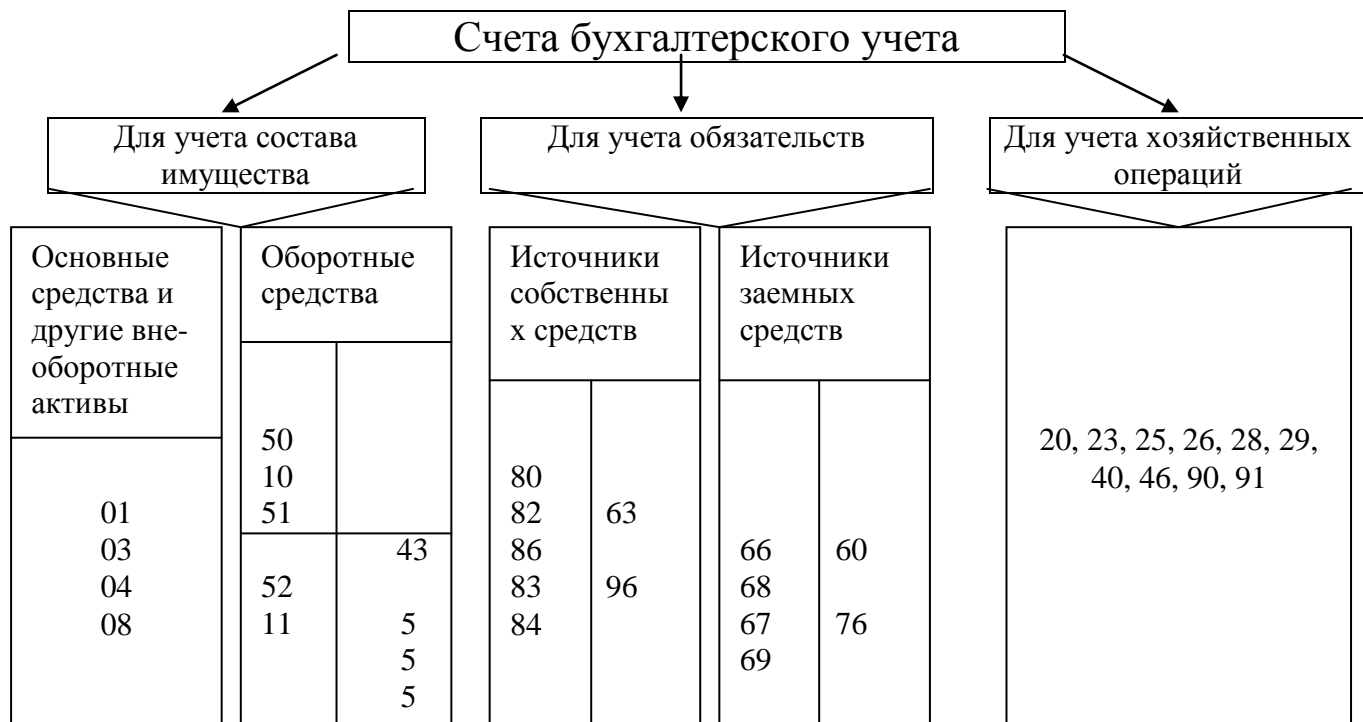 Счета бухгалтерского учета
Для учета состава
имущества
Для учета обязательств
Для учета хозяйственных
операций
Основные
средства и
другие вне-
оборотные
активы
01
03
04
08
Оборотные
средства
50
10
51
43
52
11 5
5
5
Источники
собственны
х средств
80
82 63
86
83 96
84
Источники
заемных
средств
66 60
68
67 76
69
20, 23, 25, 26, 28, 29,
40, 46, 90, 91